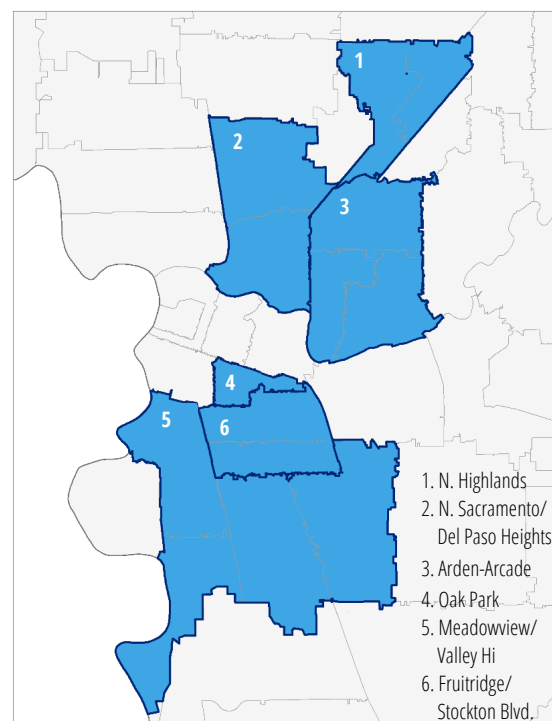 1
2
3
4
5
6
1. N. Highlands
2. N. Sacramento/
Del Paso Heights
3. Arden-Arcade
4. Oak Park
5. Meadowview/
Valley Hi
6. Fruitridge/
Stockton Blvd.